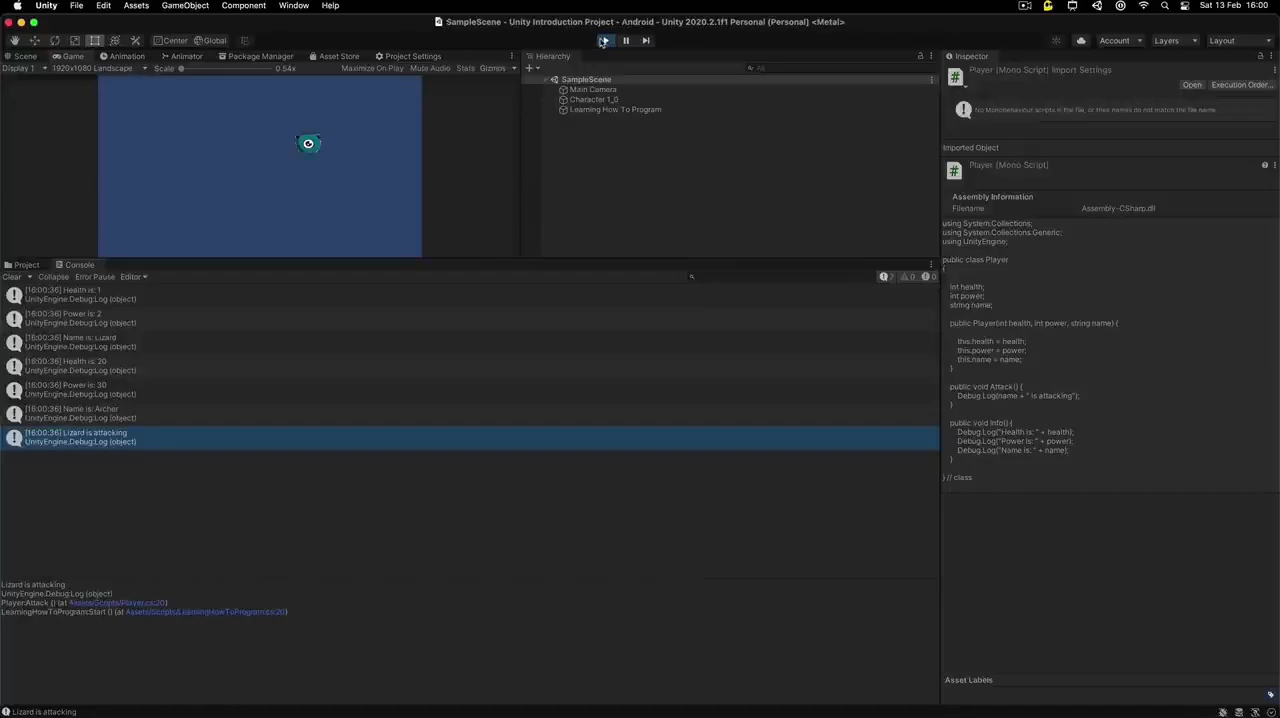 Unity File Edit Assets GameObject Component Window Help Sat 13 Feb 16:00
SampleScene - Unity Introduction Project - Android - Unity 2020.2.1f1 Personal (Personal) <Metal>
Center Global Account Layers Layout
Scene Game Animation Animator Package Manager Asset Store Project Settings
Display 1 1920x1080 Landscape Scale 0.54x Maximize On Play Mute Audio Stats Gizmos
Hierarchy
All
SampleScene
Main Camera
Character 1_0
Learning How To Program
Inspector
Player (Mono Script) Import Settings
Open Execution Order...
No MonoBehaviour scripts in the file, or their names do not match the file name.
Imported Object
Player (Mono Script)
Assembly Information
Filename Assembly-CSharp.dll
using System.Collections;
using System.Collections.Generic;
using UnityEngine;
public class Player
{
int health;
int power;
string name;
public Player(int health, int power, string name) {
this.health = health;
this.power = power;
this.name = name;
}
public void Attack() {
Debug.Log(name + " is attacking");
}
public void Info() {
Debug.Log("Health is: " + health);
Debug.Log("Power is: " + power);
Debug.Log("Name is: " + name);
}
} // class
Asset Labels
Project Console
Clear Collapse Error Pause Editor 7 0 0
[16:00:36] Health is: 1
UnityEngine.Debug:Log (object)
[16:00:36] Power is: 2
UnityEngine.Debug:Log (object)
[16:00:36] Name is: Lizard
UnityEngine.Debug:Log (object)
[16:00:36] Health is: 20
UnityEngine.Debug:Log (object)
[16:00:36] Power is: 30
UnityEngine.Debug:Log (object)
[16:00:36] Name is: Archer
UnityEngine.Debug:Log (object)
[16:00:36] Lizard is attacking
UnityEngine.Debug:Log (object)
Lizard is attacking
UnityEngine.Debug:Log (object)
Player:Attack () (at Assets/Scripts/Player.cs:20)
LearningHowToProgram:Start () (at Assets/Scripts/LearningHowToProgram.cs:20)
Lizard is attacking